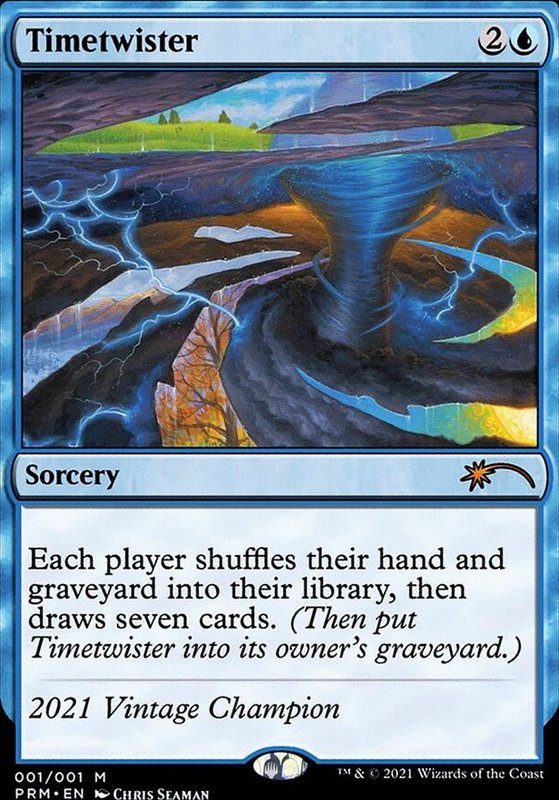 Timetwister 2
Sorcery
Each player shuffles their hand and
graveyard into their library, then
draws seven cards. (Then put
Timetwister into its owner's graveyard.)
2021 Vintage Champion
001/001 M
™ & © 2021 Wizards of the Coast
PRM • EN Chris Seaman